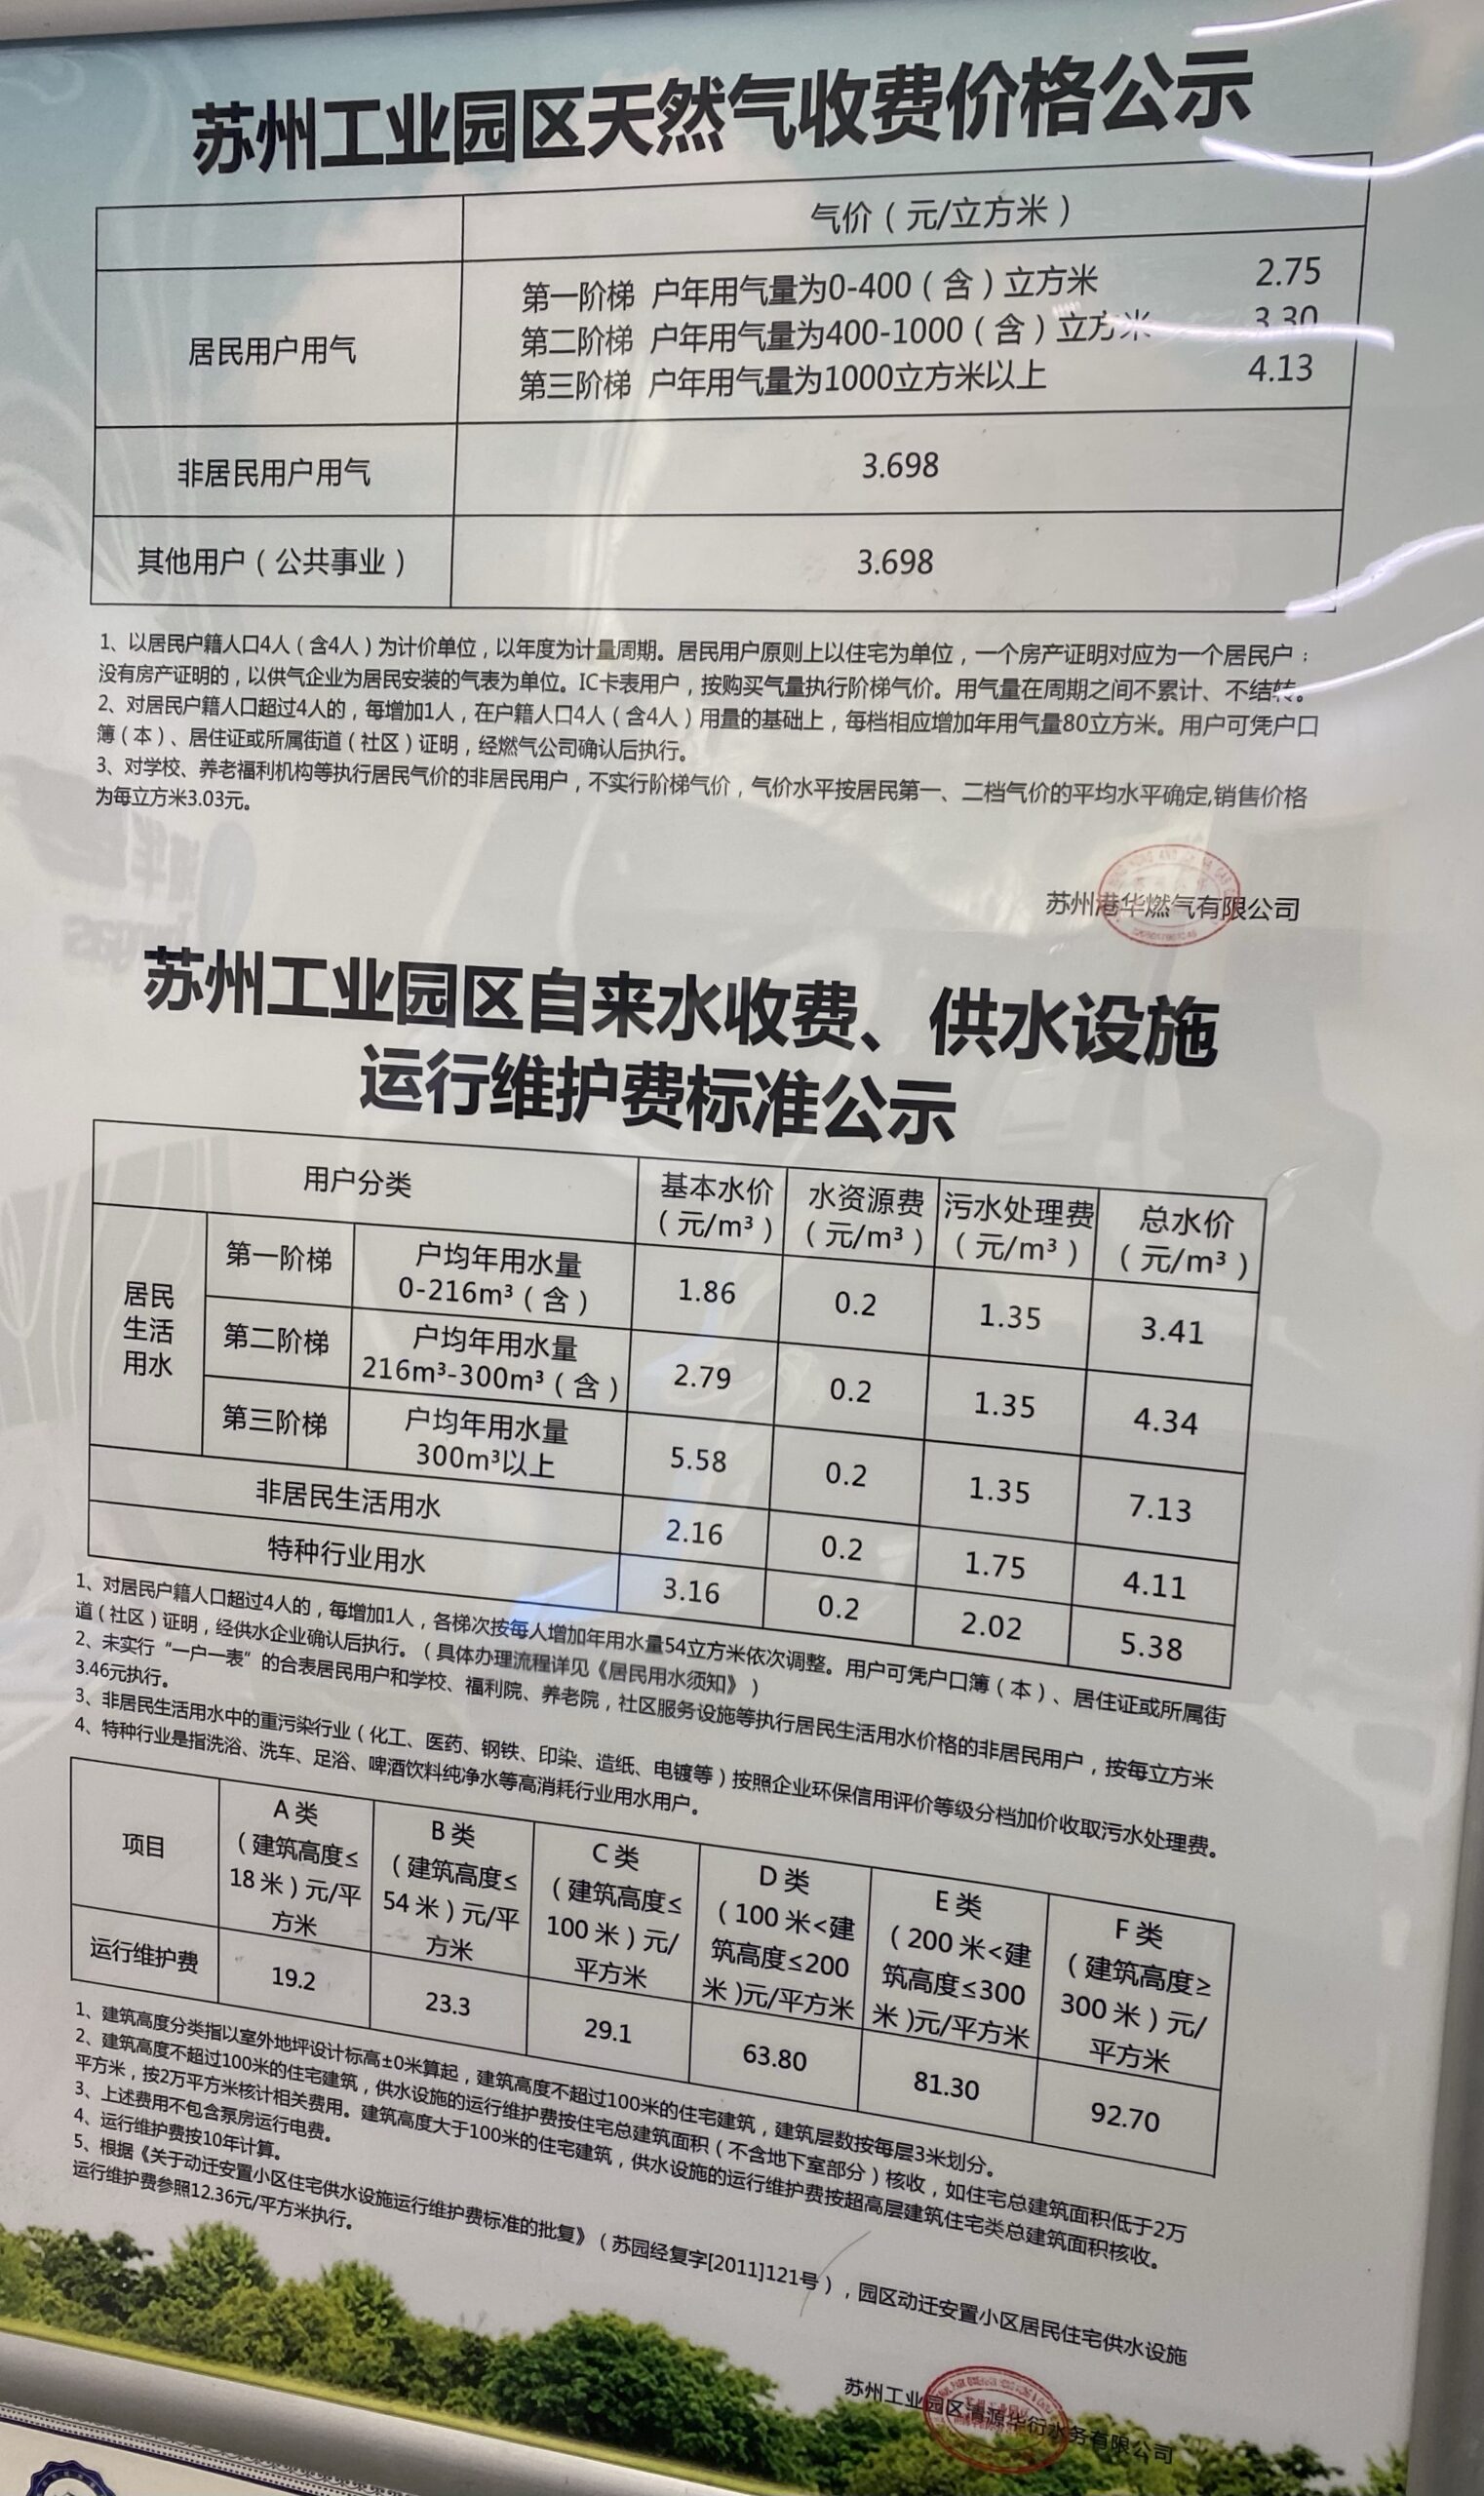 苏州工业园区天然气收费价格公示
气价（元/立方米）
居民用户用气
第一阶梯 户年用气量为0-400（含）立方米 2.75
第二阶梯 户年用气量为400-1000（含）立方米 3.30
第三阶梯 户年用气量为1000立方米以上 4.13
非居民用户用气 3.698
其他用户（公共事业） 3.698
1、以居民户籍人口4人（含4人）为计价单位，以年度为计量周期。居民用户原则上以住宅为单位，一个房产证明对应为一个居民户；
没有房产证明的，以供气企业为居民安装的气表为单位。IC卡表用户，按购买气量执行阶梯气价。用气量在周期之间不累计、不结转。
2、对居民户籍人口超过4人的，每增加1人，在户籍人口4人（含4人）用量的基础上，每档相应增加年用气量80立方米。用户可凭户口
簿（本）、居住证或所属街道（社区）证明，经燃气公司确认后执行。
3、对学校、养老福利机构等执行居民气价的非居民用户，不实行阶梯气价，气价水平按居民第一、二档气价的平均水平确定,销售价格
为每立方米3.03元。
苏州港华燃气有限公司
苏州工业园区自来水收费、供水设施
运行维护费标准公示
用户分类 基本水价（元/m³） 水资源费（元/m³） 污水处理费（元/m³） 总水价（元/m³）
居民生活用水
第一阶梯 户均年用水量 0-216m³（含） 1.86 0.2 1.35 3.41
第二阶梯 户均年用水量 216m³-300m³（含） 2.79 0.2 1.35 4.34
第三阶梯 户均年用水量 300m³以上 5.58 0.2 1.35 7.13
非居民生活用水 2.16 0.2 1.75 4.11
特种行业用水 3.16 0.2 2.02 5.38
1、对居民户籍人口超过4人的，每增加1人，各梯次按每人增加年用水量54立方米依次调整。用户可凭户口簿（本）、居住证或所属街
道（社区）证明，经供水企业确认后执行。（具体办理流程详见《居民用水须知》）
2、未实行“一户一表”的合表居民用户和学校、福利院、养老院，社区服务设施等执行居民生活用水价格的非居民用户，按每立方米
3.46元执行。
3、非居民生活用水中的重污染行业（化工、医药、钢铁、印染、造纸、电镀等）按照企业环保信用评价等级分档加价收取污水处理费。
4、特种行业是指洗浴、洗车、足浴、啤酒饮料纯净水等高消耗行业用水用户。
项目 A 类（建筑高度≤18 米）元/平方米 B 类（建筑高度≤54 米）元/平方米 C 类（建筑高度≤100 米）元/平方米 D 类（100 米<建筑高度≤200米 )元/平方米 E 类（200 米<建筑高度≤300米 )元/平方米 F 类（建筑高度≥300 米）元/平方米
运行维护费 19.2 23.3 29.1 63.80 81.30 92.70
1、建筑高度分类指以室外地坪设计标高±0米算起，建筑高度不超过100米的住宅建筑，建筑层数按每层3米划分。
2、建筑高度不超过100米的住宅建筑，供水设施的运行维护费按住宅总建筑面积（不含地下室部分）核收，如住宅总建筑面积低于2万
平方米，按2万平方米核计相关费用。建筑高度大于100米的住宅建筑，供水设施的运行维护费按超高层建筑住宅类总建筑面积核收。
3、上述费用不包含泵房运行电费。
4、运行维护费按10年计算。
5、根据《关于动迁安置小区住宅供水设施运行维护费标准的批复》（苏园经复字[2011]121号），园区动迁安置小区居民住宅供水设施
运行维护费参照12.36元/平方米执行。
苏州工业园区清源华衍水务有限公司